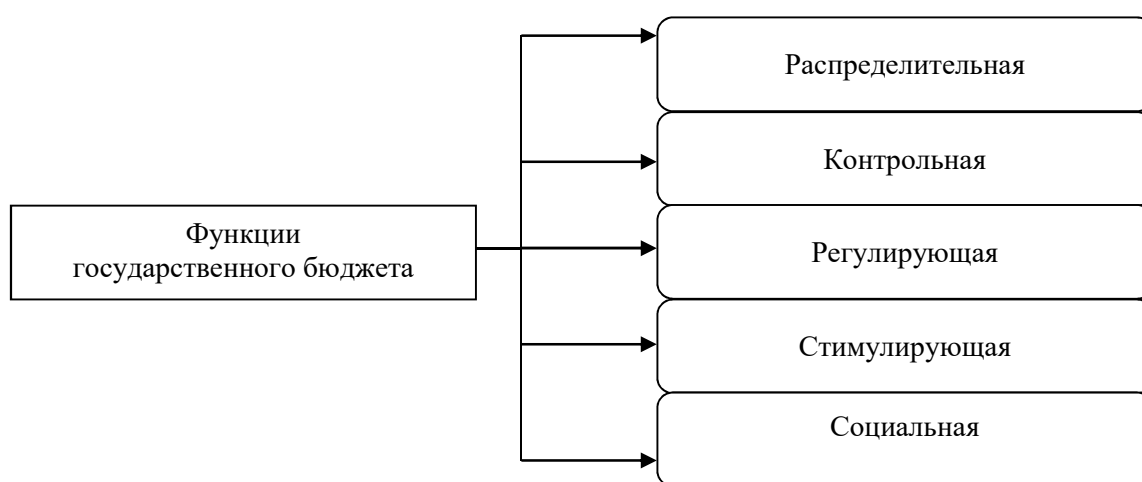 Распределительная
Контрольная
Функции
государственного бюджета
Регулирующая
Стимулирующая
Социальная